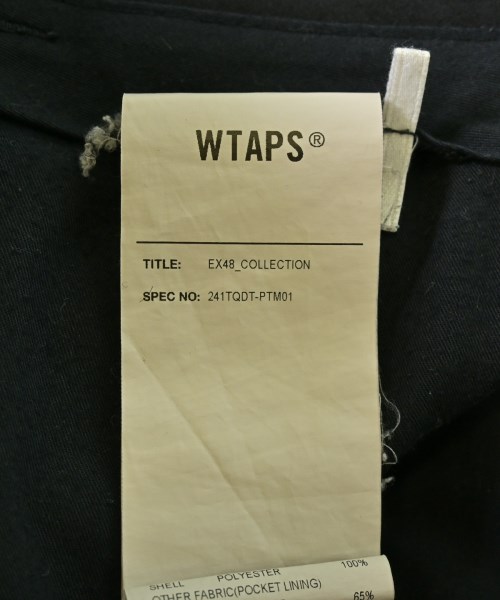 WTAPS®
TITLE: EX48_COLLECTION
SPEC NO: 241TQDT-PTM01
SHELL POLYESTER 100%
OTHER FABRIC(POCKET LINING)
65%